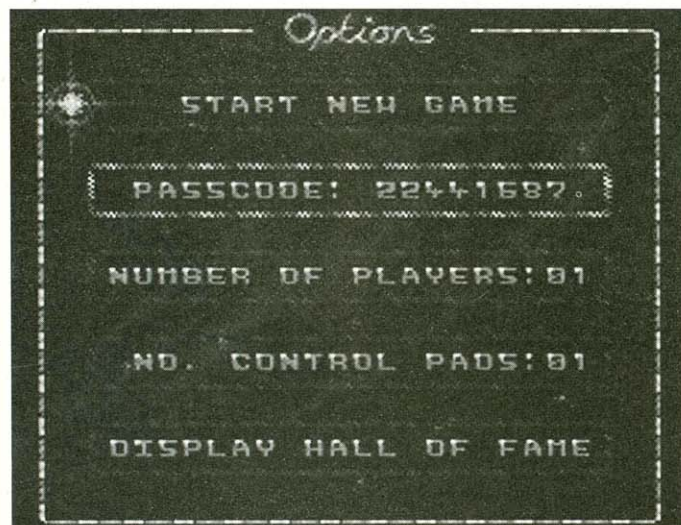 Options
START NEW GAME
PASSCODE: 22441687
NUMBER OF PLAYERS:01
NO. CONTROL PADS:01
DISPLAY HALL OF FAME